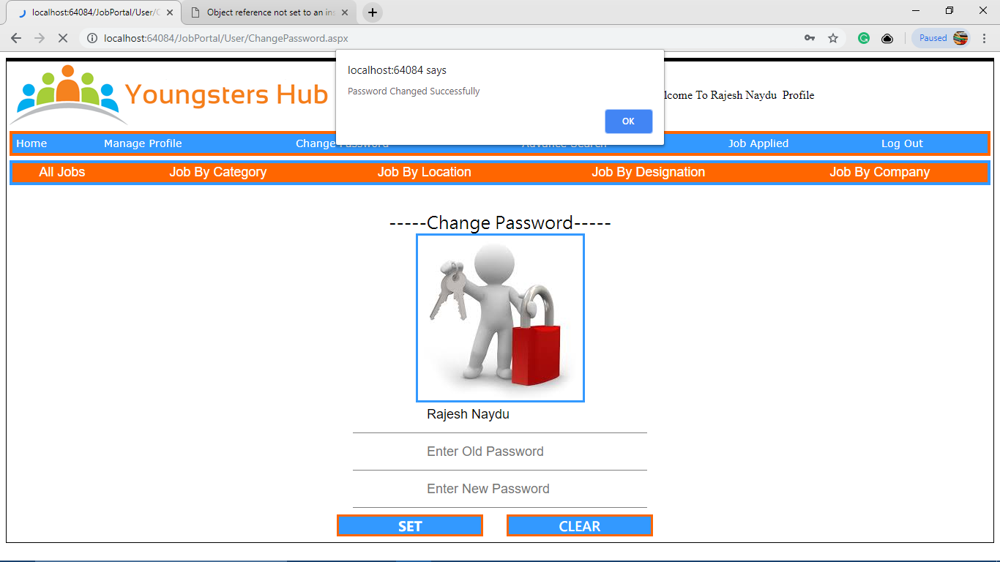 localhost:64084/JobPortal/User/C
Object reference not set to an ins
localhost:64084/JobPortal/User/ChangePassword.aspx
Paused
localhost:64084 says
Password Changed Successfully
OK
Youngsters Hub
lcome To Rajesh Naydu Profile
Home Manage Profile Change Password Advance Search Job Applied Log Out
All Jobs Job By Category Job By Location Job By Designation Job By Company
-----Change Password-----
Rajesh Naydu
Enter Old Password
Enter New Password
SET CLEAR